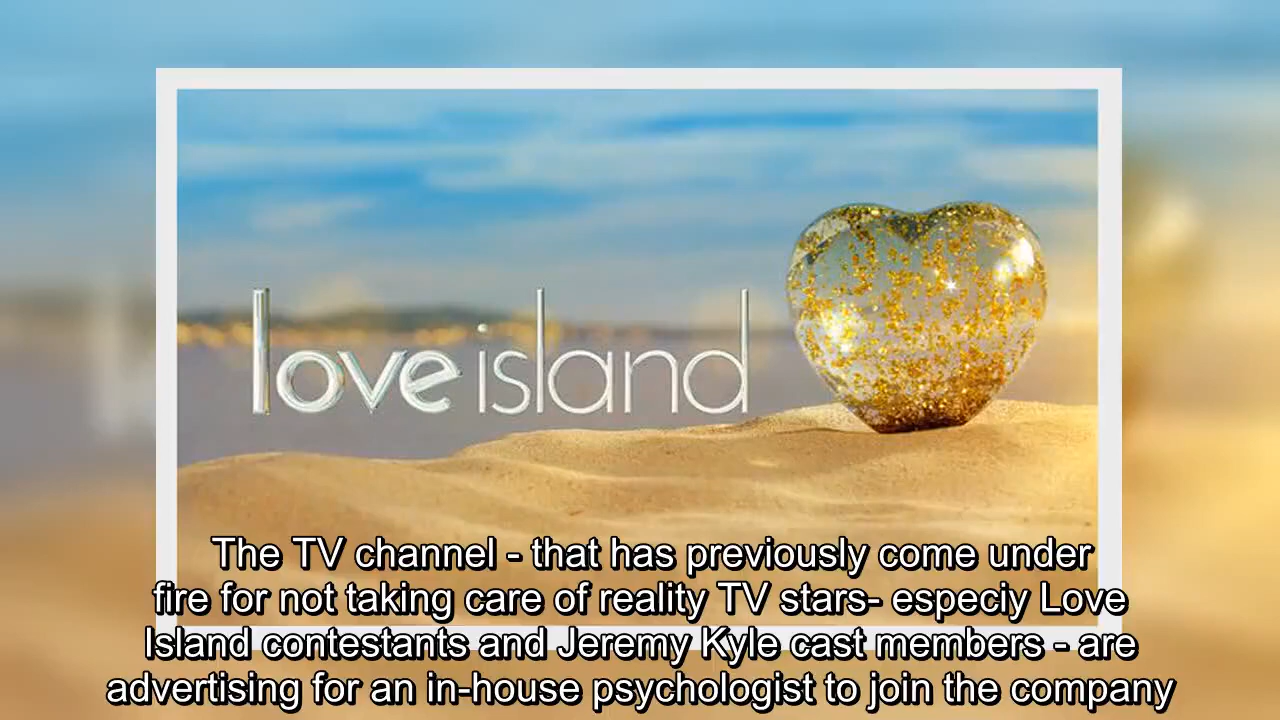 love island
The TV channel - that has previously come under
fire for not taking care of reality TV stars- especiy Love
Island contestants and Jeremy Kyle cast members - are
advertising for an in-house psychologist to join the company